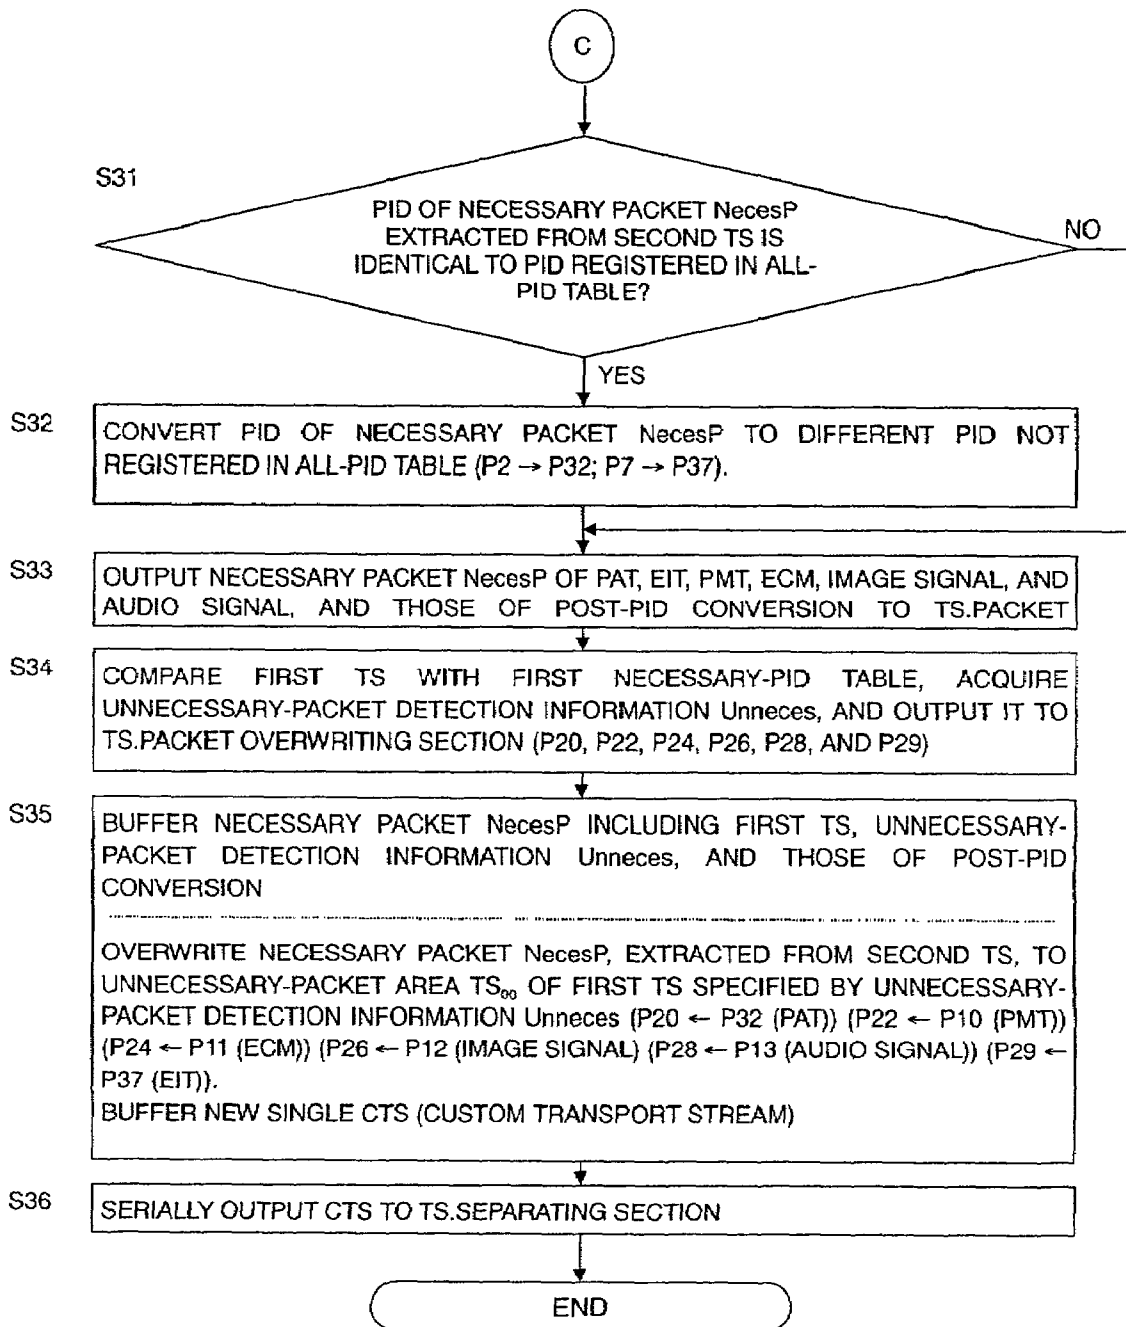 C
S31
PID OF NECESSARY PACKET NecesP
EXTRACTED FROM SECOND TS IS
IDENTICAL TO PID REGISTERED IN ALL-
PID TABLE?
NO
YES
S32
CONVERT PID OF NECESSARY PACKET NecesP TO DIFFERENT PID NOT
REGISTERED IN ALL-PID TABLE (P2 → P32; P7 → P37).
S33
OUTPUT NECESSARY PACKET NecesP OF PAT, EIT, PMT, ECM, IMAGE SIGNAL, AND
AUDIO SIGNAL, AND THOSE OF POST-PID CONVERSION TO TS.PACKET
S34
COMPARE FIRST TS WITH FIRST NECESSARY-PID TABLE, ACQUIRE
UNNECESSARY-PACKET DETECTION INFORMATION Unneces, AND OUTPUT IT TO
TS.PACKET OVERWRITING SECTION (P20, P22, P24, P26, P28, AND P29)
S35
BUFFER NECESSARY PACKET NecesP INCLUDING FIRST TS, UNNECESSARY-
PACKET DETECTION INFORMATION Unneces, AND THOSE OF POST-PID
CONVERSION
OVERWRITE NECESSARY PACKET NecesP, EXTRACTED FROM SECOND TS, TO
UNNECESSARY-PACKET AREA TS∞ OF FIRST TS SPECIFIED BY UNNECESSARY-
PACKET DETECTION INFORMATION Unneces (P20 ← P32 (PAT)) (P22 ← P10 (PMT))
(P24 ← P11 (ECM)) (P26 ← P12 (IMAGE SIGNAL) (P28 ← P13 (AUDIO SIGNAL)) (P29 ←
P37 (EIT)).
BUFFER NEW SINGLE CTS (CUSTOM TRANSPORT STREAM)
S36
SERIALLY OUTPUT CTS TO TS.SEPARATING SECTION
END